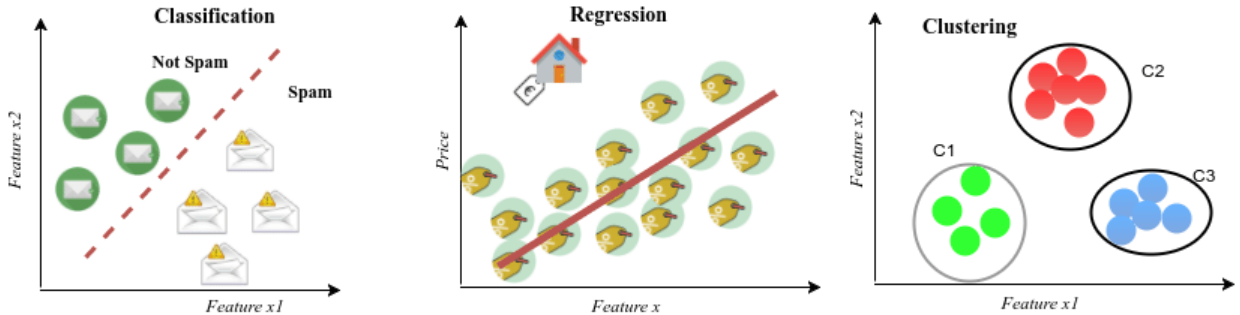 Classification
Not Spam
Spam
Feature x2
Feature x1
Regression
€
Price
Feature x
Clustering
C2
C1
C3
Feature x2
Feature x1